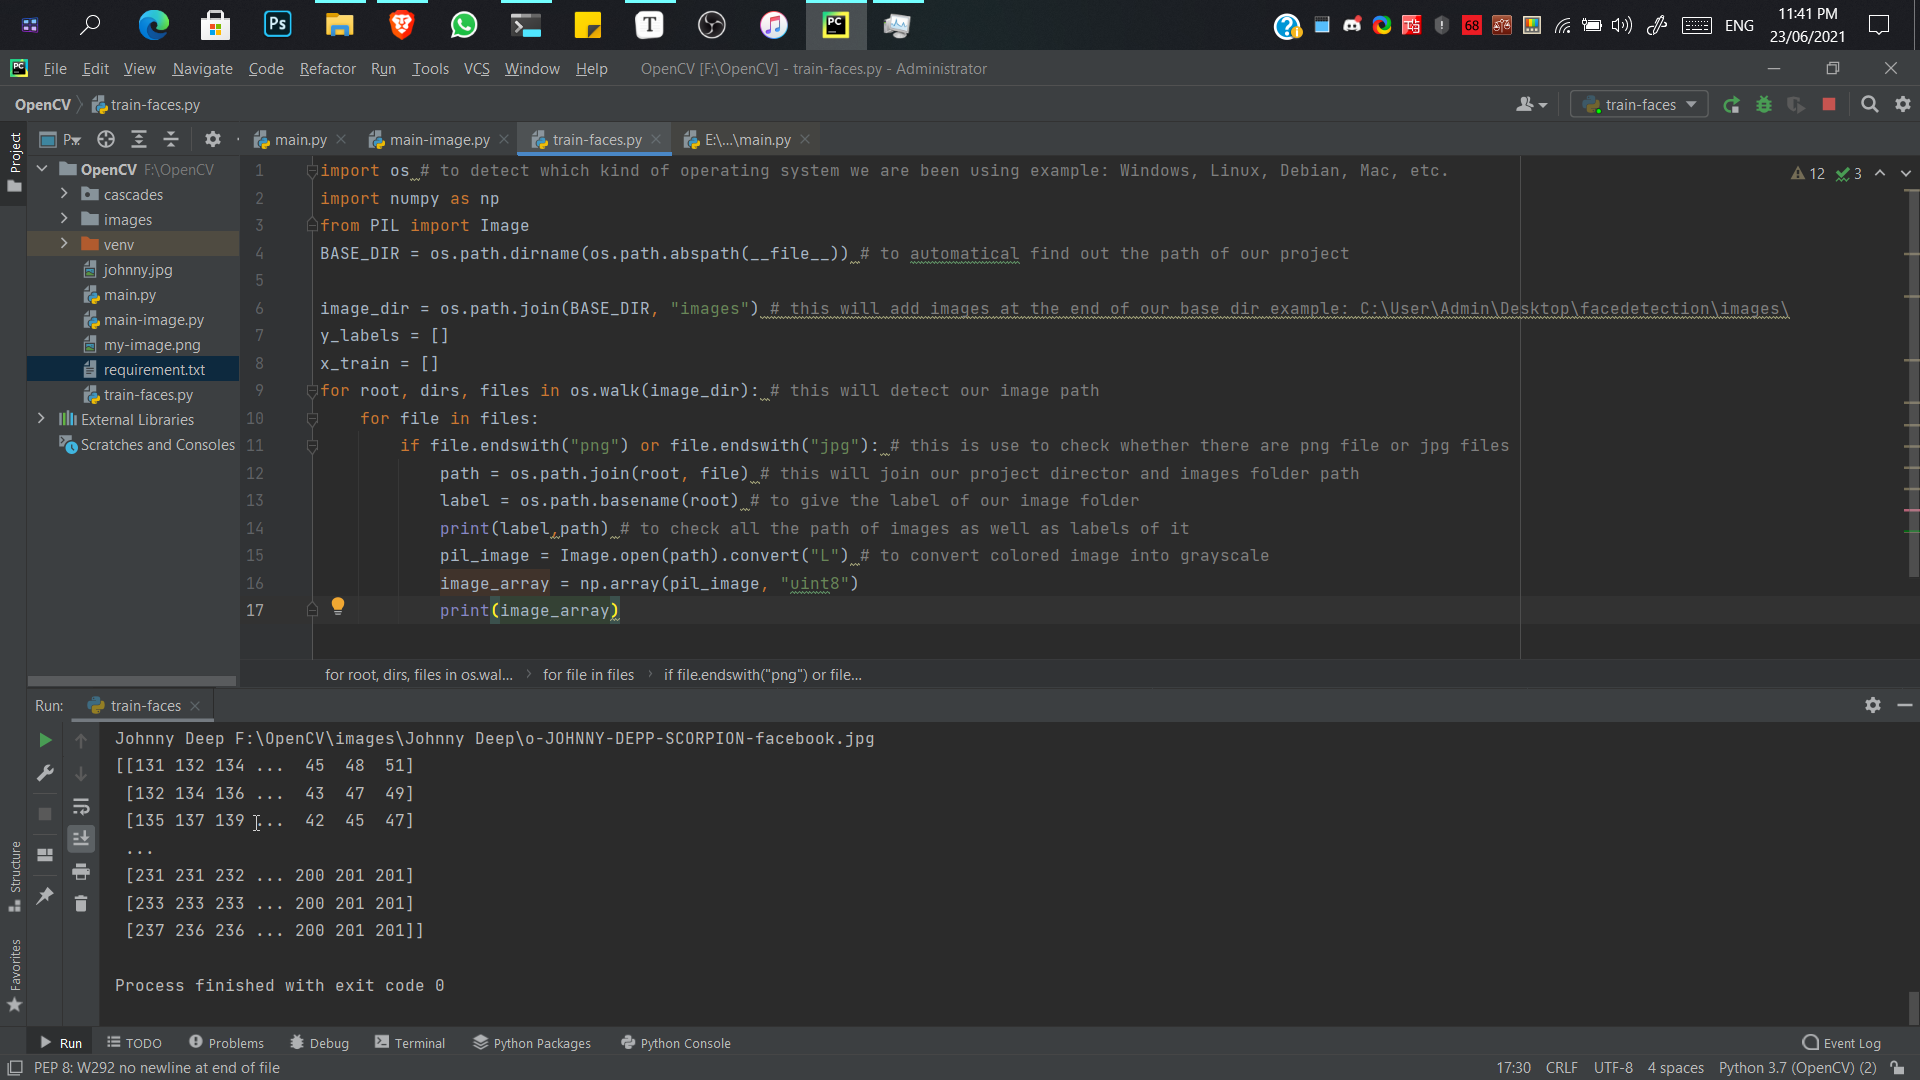 Ps
T
PC
68
ENG
11:41 PM
23/06/2021
PC
File Edit View Navigate Code Refactor Run Tools VCS Window Help OpenCV [F:\OpenCV] - train-faces.py - Administrator
OpenCV train-faces.py train-faces
Project
P..
main.py main-image.py train-faces.py E:\...\main.py
OpenCV F:\OpenCV
cascades
images
venv
johnny.jpg
main.py
main-image.py
my-image.png
requirement.txt
train-faces.py
External Libraries
Scratches and Consoles
12 3
1 import os # to detect which kind of operating system we are been using example: Windows, Linux, Debian, Mac, etc.
2 import numpy as np
3 from PIL import Image
4 BASE_DIR = os.path.dirname(os.path.abspath(__file__)) # to automatical find out the path of our project
5
6 image_dir = os.path.join(BASE_DIR, "images") # this will add images at the end of our base dir example: C:\User\Admin\Desktop\facedetection\images\
7 y_labels = []
8 x_train = []
9 for root, dirs, files in os.walk(image_dir): # this will detect our image path
10 for file in files:
11 if file.endswith("png") or file.endswith("jpg"): # this is use to check whether there are png file or jpg files
12 path = os.path.join(root, file) # this will join our project director and images folder path
13 label = os.path.basename(root) # to give the label of our image folder
14 print(label,path) # to check all the path of images as well as labels of it
15 pil_image = Image.open(path).convert("L") # to convert colored image into grayscale
16 image_array = np.array(pil_image, "uint8")
17 print(image_array)
for root, dirs, files in os.wal... for file in files if file.endswith("png") or file...
Run: train-faces
Johnny Deep F:\OpenCV\images\Johnny Deep\o-JOHNNY-DEPP-SCORPION-facebook.jpg
[[131 132 134 ... 45 48 51]
[132 134 136 ... 43 47 49]
[135 137 139 ... 42 45 47]
...
[231 231 232 ... 200 201 201]
[233 233 233 ... 200 201 201]
[237 236 236 ... 200 201 201]]
Process finished with exit code 0
Structure
Favorites
Run TODO Problems Debug Terminal Python Packages Python Console Event Log
PEP 8: W292 no newline at end of file 17:30 CRLF UTF-8 4 spaces Python 3.7 (OpenCV) (2)